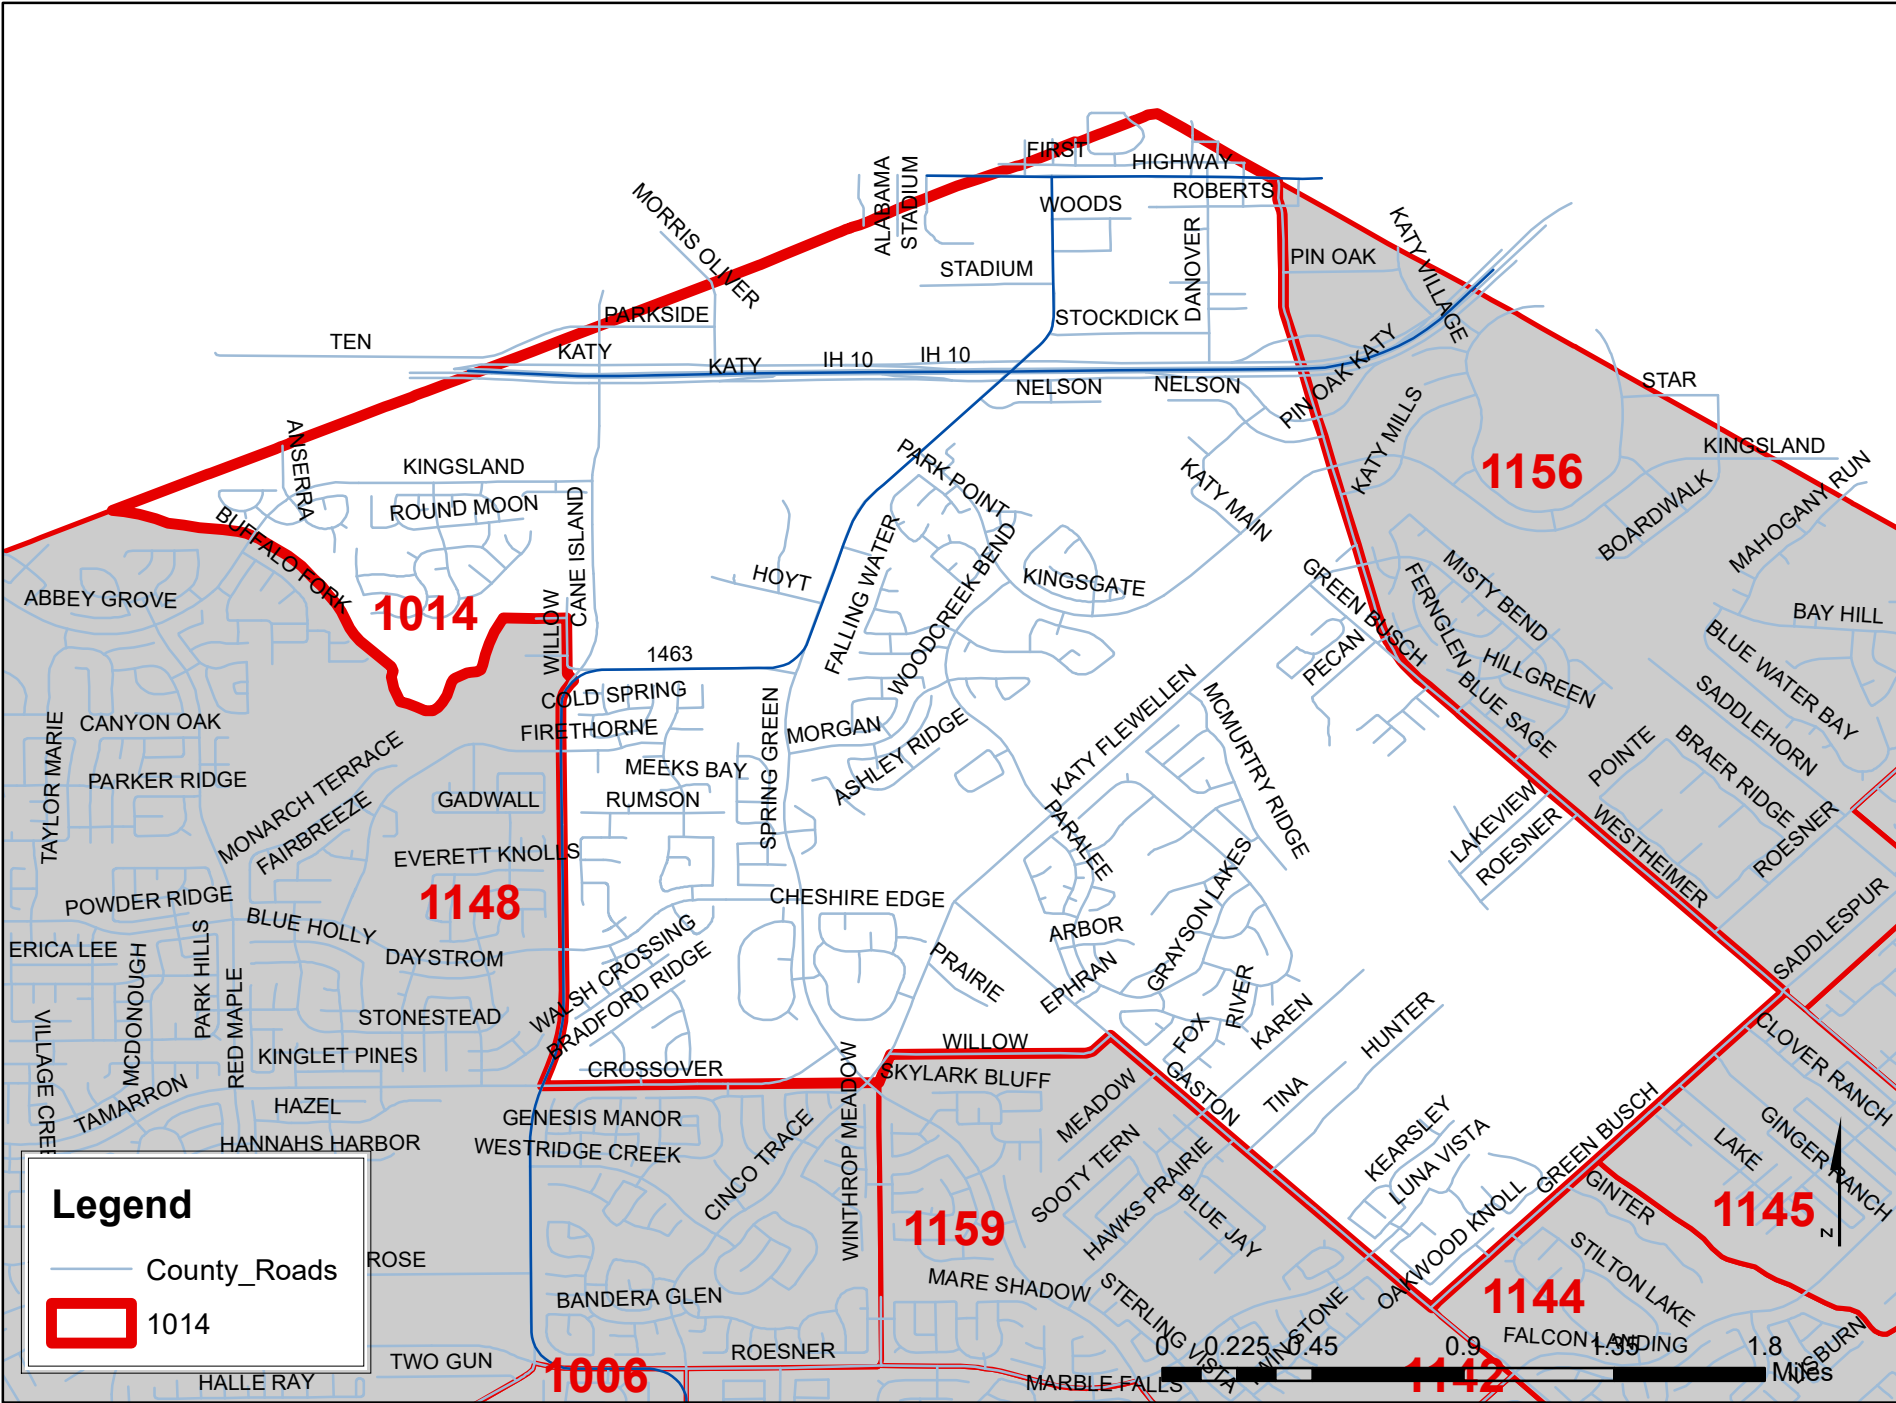 FIRST
HIGHWAY
ALABAMA
STADIUM
ROBERTS
MORRIS OLIVER
WOODS
KATY VILLAGE
DANOVER
PIN OAK
STADIUM
PARKSIDE
STOCKDICK
TEN
KATY
KATY
IH 10
IH 10
PIN OAK KATY
NELSON
NELSON
STAR
KATY MILLS
ANSERRA
KINGSLAND
PARK POINT
KATY MAIN
1156
KINGSLAND
ROUND MOON
BOARDWALK
MAHOGANY RUN
BUFFALO FORK
CANE ISLAND
HOYT
FALLING WATER
WOODCREEK BEND
KINGSGATE
GREEN BUSCH
FERNGLEN
MISTY BEND
ABBEY GROVE
1014
WILLOW
BAY HILL
1463
PECAN
HILLGREEN
BLUE WATER BAY
COLD SPRING
KATY FLEWELLEN
MCMURTRY RIDGE
BLUE SAGE
SADDLEHORN
CANYON OAK
FIRETHORNE
SPRING GREEN
MORGAN
ASHLEY RIDGE
TAYLOR MARIE
PARKER RIDGE
MONARCH TERRACE
MEEKS BAY
POINTE
BRAER RIDGE
FAIRBREEZE
GADWALL
RUMSON
PARALEE
LAKEVIEW
ROESNER
WESTHEIMER
ROESNER
EVERETT KNOLLS
POWDER RIDGE
1148
CHESHIRE EDGE
GRAYSON LAKES
BLUE HOLLY
ARBOR
SADDLESPUR
ERICA LEE
MCDONOUGH
PARK HILLS
RED MAPLE
DAYSTROM
WALSH CROSSING
BRADFORD RIDGE
PRAIRIE
EPHRAN
RIVER
FOX
KAREN
HUNTER
VILLAGE CREE
STONESTEAD
KINGLET PINES
WILLOW
CLOVER RANCH
TAMARRON
CROSSOVER
WINTHROP MEADOW
SKYLARK BLUFF
GASTON
TINA
HAZEL
GENESIS MANOR
MEADOW
KEARSLEY
GREEN BUSCH
GINGER RANCH
HANNAHS HARBOR
WESTRIDGE CREEK
CINCO TRACE
SOOTY TERN
HAWKS PRAIRIE
LUNA VISTA
LAKE
Legend
1159
BLUE JAY
OAKWOOD KNOLL
GINTER
1145
N
County_Roads
ROSE
STILTON LAKE
1014
BANDERA GLEN
MARE SHADOW
STERLING VISTA
TWIN STONE
1144
TWO GUN
ROESNER
FALCON LANDING
0 0.225 0.45 0.9 1.35 1.8
Miles
HALLE RAY
1006
MARBLE FALLS
1142